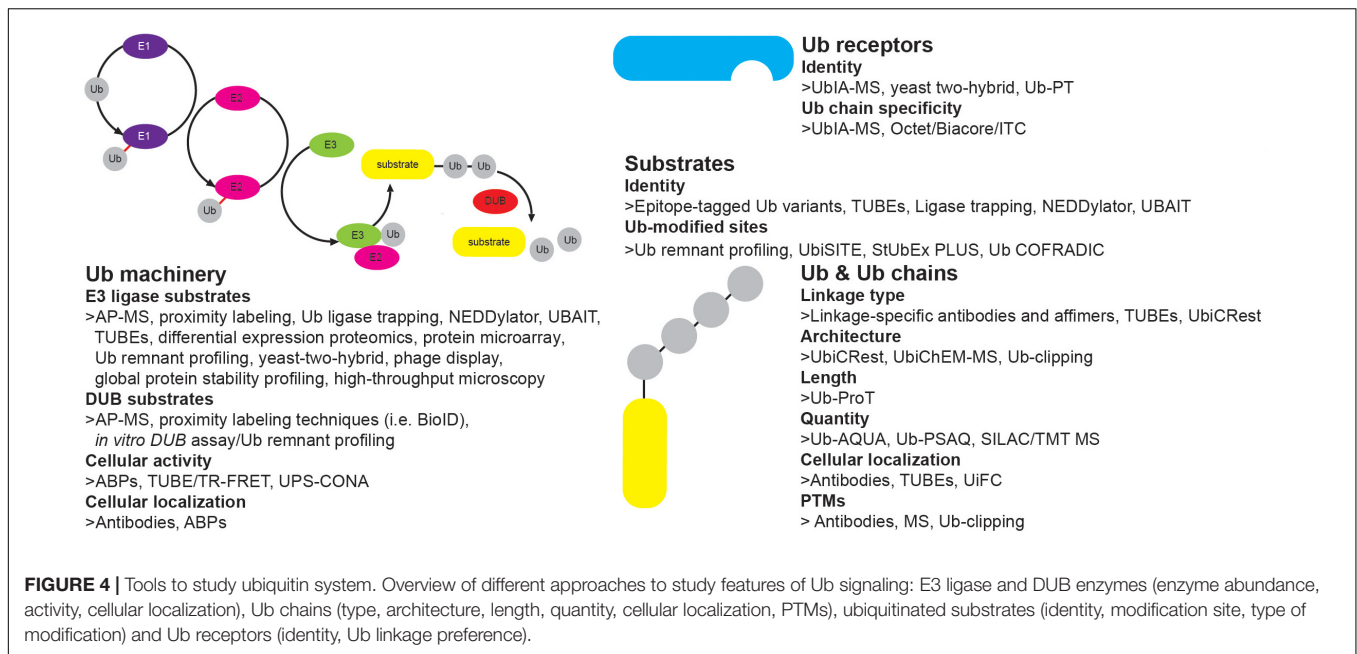 E1
Ub
E1
Ub
E2
E2
Ub
E3
E3
Ub
E2
substrate
Ub
Ub
DUB
substrate
Ub
Ub
Ub machinery
E3 ligase substrates
>AP-MS, proximity labeling, Ub ligase trapping, NEDDylator, UBAIT,
TUBEs, differential expression proteomics, protein microarray,
Ub remnant profiling, yeast-two-hybrid, phage display,
global protein stability profiling, high-throughput microscopy
DUB substrates
>AP-MS, proximity labeling techniques (i.e. BioID),
in vitro DUB assay/Ub remnant profiling
Cellular activity
>ABPs, TUBE/TR-FRET, UPS-CONA
Cellular localization
>Antibodies, ABPs
Ub receptors
Identity
>UbIA-MS, yeast two-hybrid, Ub-PT
Ub chain specificity
>UbIA-MS, Octet/Biacore/ITC
Substrates
Identity
>Epitope-tagged Ub variants, TUBEs, Ligase trapping, NEDDylator, UBAIT
Ub-modified sites
>Ub remnant profiling, UbiSITE, StUbEx PLUS, Ub COFRADIC
Ub & Ub chains
Linkage type
>Linkage-specific antibodies and affimers, TUBEs, UbiCRest
Architecture
>UbiCRest, UbiChEM-MS, Ub-clipping
Length
>Ub-ProT
Quantity
>Ub-AQUA, Ub-PSAQ, SILAC/TMT MS
Cellular localization
>Antibodies, TUBEs, UiFC
PTMs
> Antibodies, MS, Ub-clipping
FIGURE 4 | Tools to study ubiquitin system. Overview of different approaches to study features of Ub signaling: E3 ligase and DUB enzymes (enzyme abundance,
activity, cellular localization), Ub chains (type, architecture, length, quantity, cellular localization, PTMs), ubiquitinated substrates (identity, modification site, type of
modification) and Ub receptors (identity, Ub linkage preference).